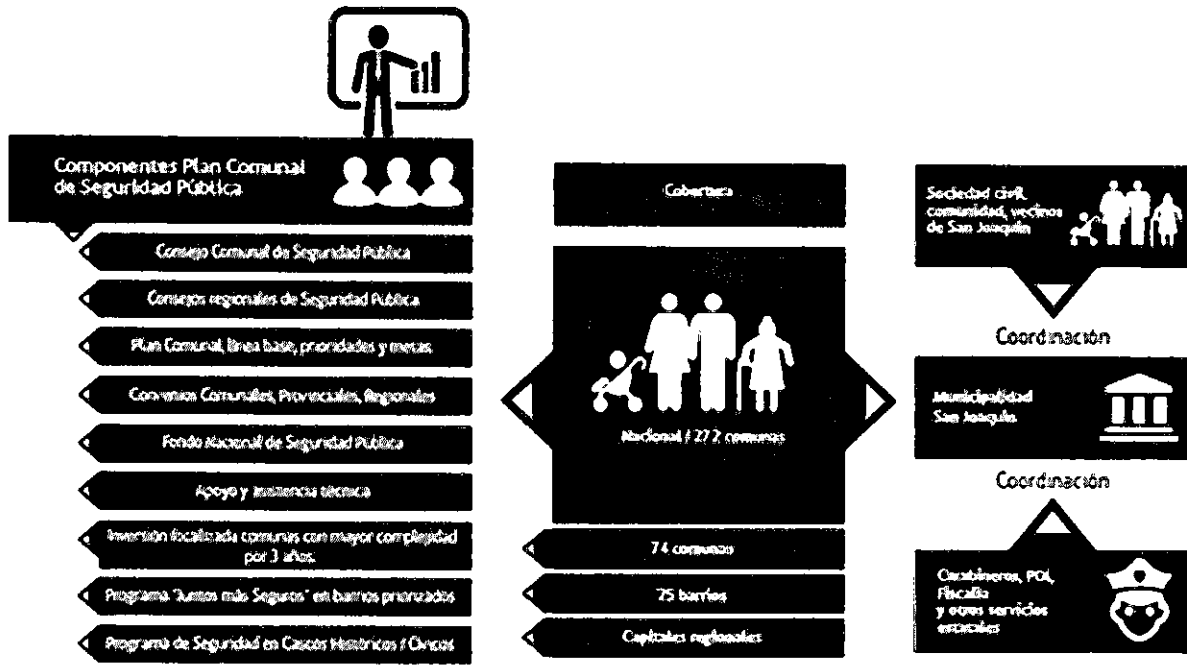 Componentes Plan Comunal
de Seguridad Pública
Consejo Comunal de Seguridad Pública
Consejos regionales de Seguridad Pública
Plan Comunal, línea base, prioridades y metas.
Convenios Comunales, Provinciales, Regionales
Fondo Nacional de Seguridad Pública
Apoyo y asistencia técnica
Inversión focalizada comunas con mayor complejidad
por 3 años.
Programa "Juntos más Seguros" en barrios priorizados
Programa de Seguridad en Cascos Históricos / Cívicos
Cobertura
Nacional / 272 comunas
74 comunas
25 barrios
Capitales regionales
Sociedad civil,
comunidad, vecinos
de San Joaquín
Coordinación
Municipalidad
San Joaquín
Coordinación
Carabineros, PDI,
Fiscalía
y otros servicios
estatales